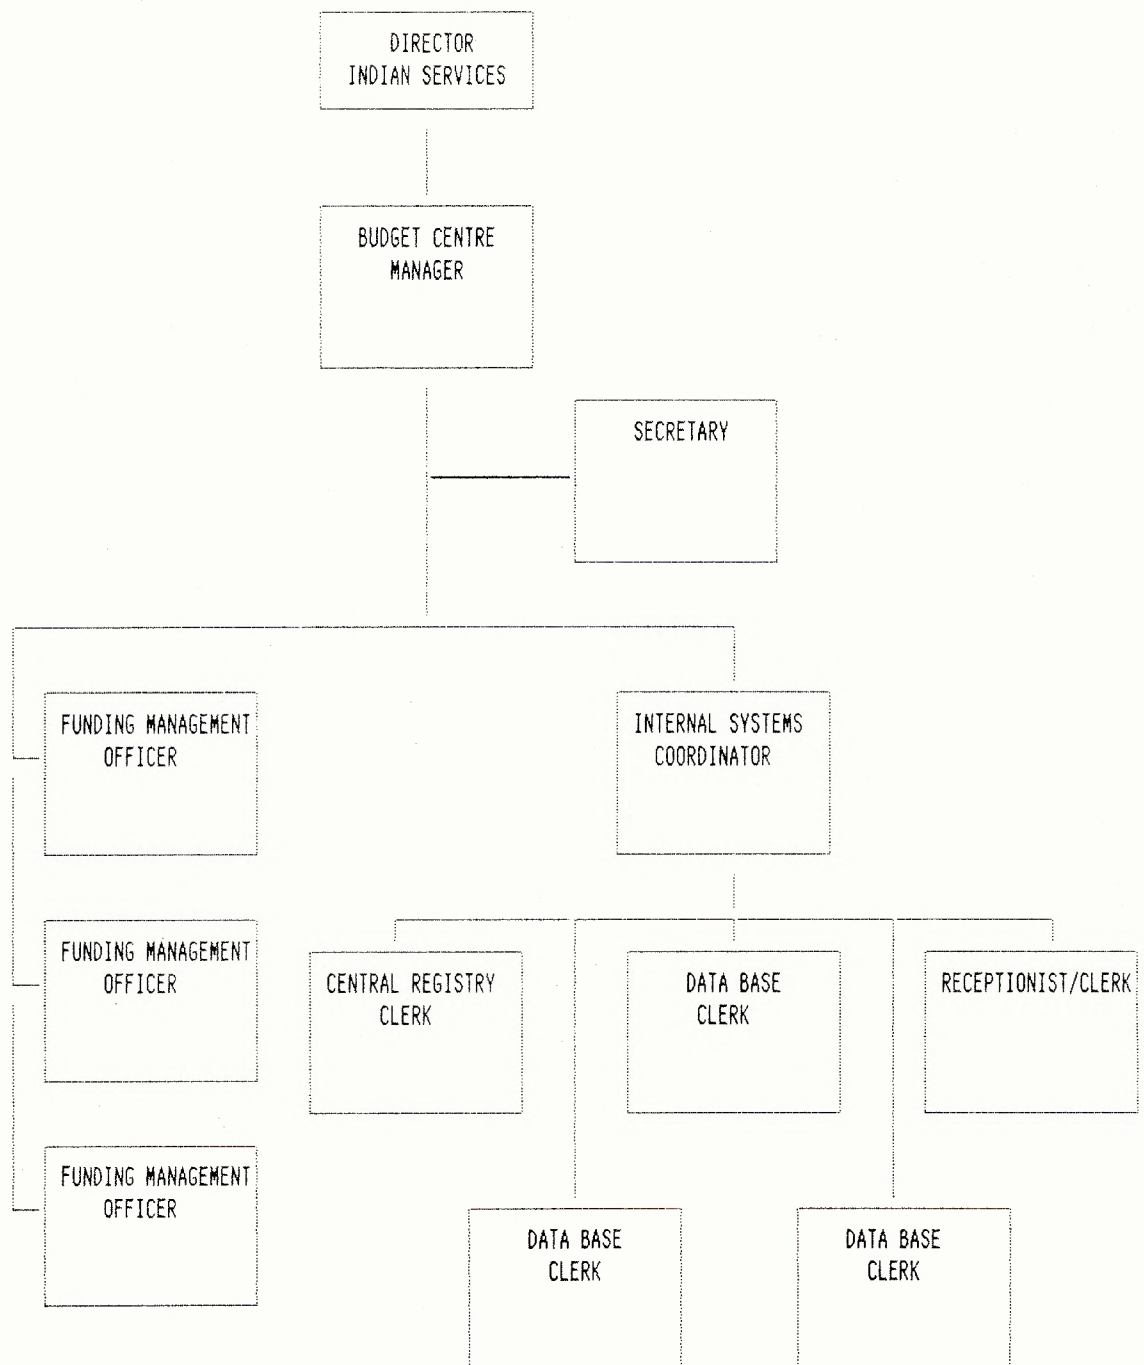 DIRECTOR
INDIAN SERVICES
BUDGET CENTRE
MANAGER
SECRETARY
FUNDING MANAGEMENT
OFFICER
INTERNAL SYSTEMS
COORDINATOR
FUNDING MANAGEMENT
OFFICER
CENTRAL REGISTRY
CLERK
DATA BASE
CLERK
RECEPTIONIST/CLERK
FUNDING MANAGEMENT
OFFICER
DATA BASE
CLERK
DATA BASE
CLERK